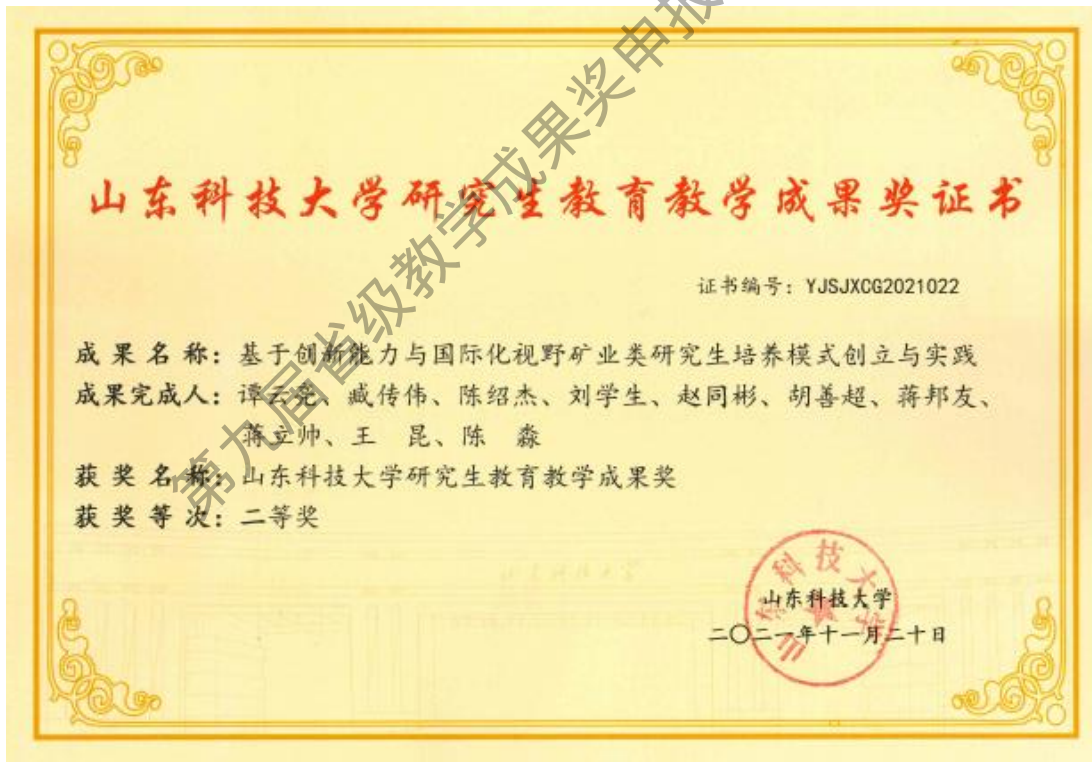 山东科技大学研究生教育教学成果奖证书
证书编号：YJSJXCG2021022
成果名称：基于创新能力与国际化视野矿业类研究生培养模式创立与实践
成果完成人：谭云亮、臧传伟、陈绍杰、刘学生、赵同彬、胡善超、蒋邦友、
蒋立帅、王 昆、陈 淼
获奖名称：山东科技大学研究生教育教学成果奖
获奖等次：二等奖
山东科技大学
二〇二一年十一月二十日
山东科技大学
第九届省级教学成果奖申报